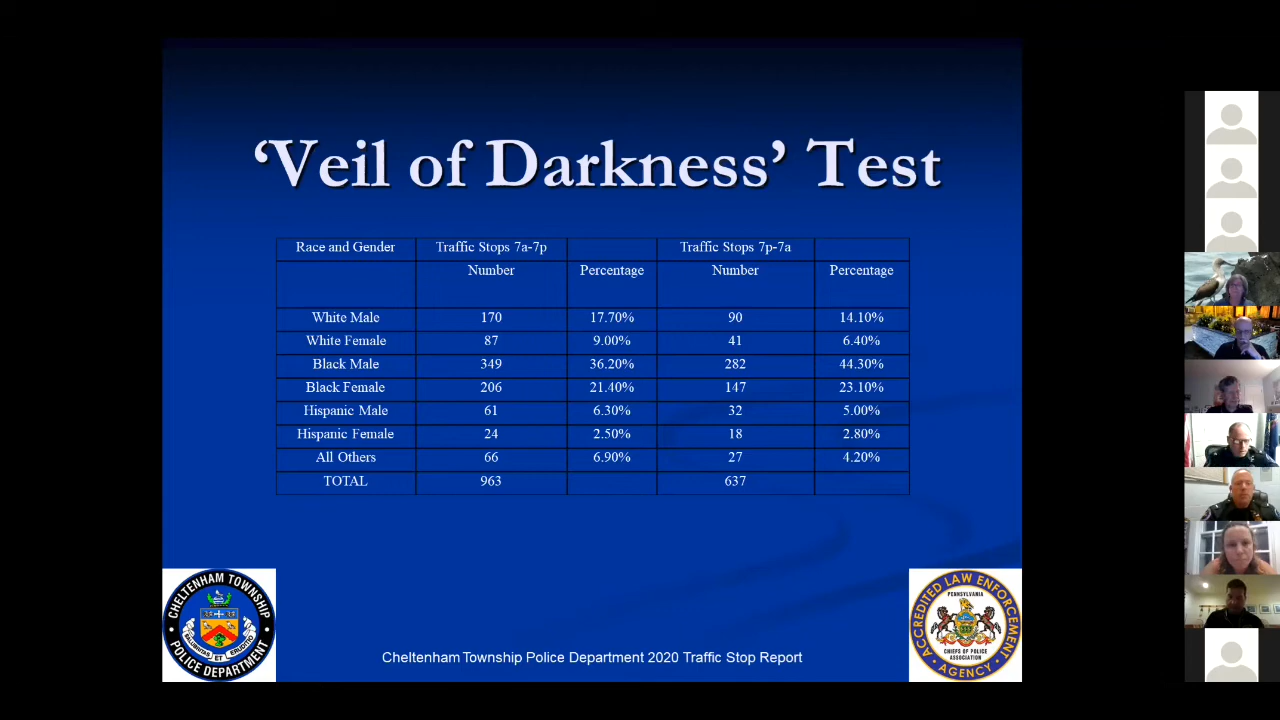 ‘Veil of Darkness’ Test
Race and Gender Traffic Stops 7a-7p Traffic Stops 7p-7a
Number Percentage Number Percentage
White Male 170 17.70% 90 14.10%
White Female 87 9.00% 41 6.40%
Black Male 349 36.20% 282 44.30%
Black Female 206 21.40% 147 23.10%
Hispanic Male 61 6.30% 32 5.00%
Hispanic Female 24 2.50% 18 2.80%
All Others 66 6.90% 27 4.20%
TOTAL 963 637
CHELTENHAM TOWNSHIP
POLICE DEPARTMENT
Cheltenham Township Police Department 2020 Traffic Stop Report
ACCREDITED LAW ENFORCEMENT
PENNSYLVANIA
CHIEFS OF POLICE
ASSOCIATION
AGENCY